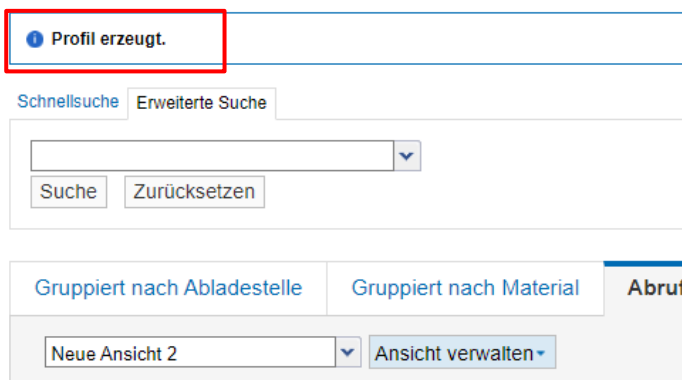 Profil erzeugt.
Schnellsuche Erweiterte Suche
Suche Zurücksetzen
Gruppiert nach Abladestelle Gruppiert nach Material Abruf
Neue Ansicht 2 Ansicht verwalten